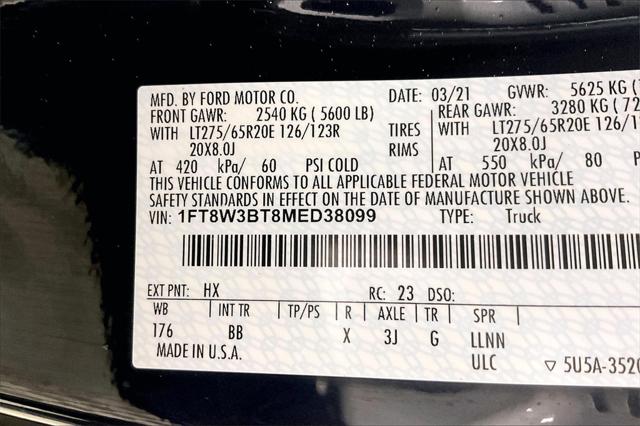 MFD. BY FORD MOTOR CO. DATE: 03/21 GVWR: 5625 KG
FRONT GAWR: 2540 KG ( 5600 LB) REAR GAWR: 3280 KG
WITH LT275/65R20E 126/123R TIRES WITH LT275/65R20E
20X8.0J RIMS 20X8.0J
AT 420 kPa/ 60 PSI COLD AT 550 kPa/ 80
THIS VEHICLE CONFORMS TO ALL APPLICABLE FEDERAL MOTOR VEHICLE
SAFETY STANDARDS IN EFFECT ON THE DATE OF MANUFACTURE SHOWN ABOVE.
VIN: 1FT8W3BT8MED38099 TYPE: Truck
EXT PNT: HX RC: 23 DSO:
WB INT TR TP/PS R AXLE TR SPR
176 BB X 3J G LLNN
MADE IN U.S.A. ULC ▽ 5U5A-3520